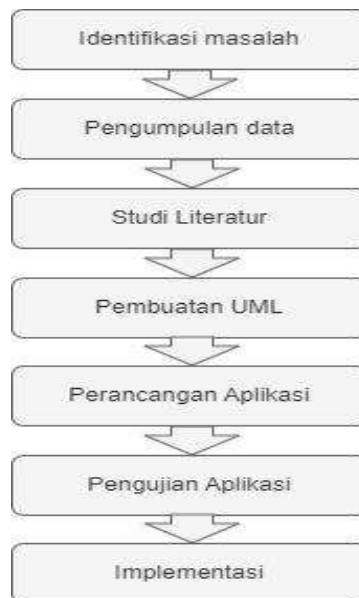 Identifikasi masalah
Pengumpulan data
Studi Literatur
Pembuatan UML
Perancangan Aplikasi
Pengujian Aplikasi
Implementasi